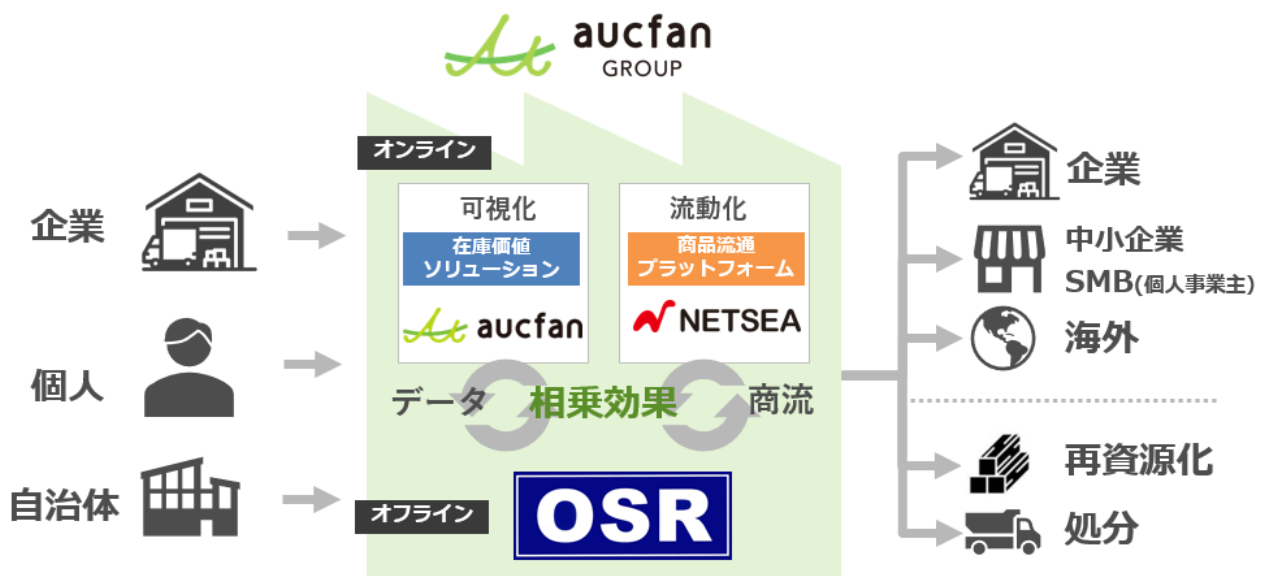 aucfan
GROUP
オンライン
企業
個人
自治体
可視化
在庫価値
ソリューション
aucfan
流動化
商品流通
プラットフォーム
NETSEA
データ
相乗効果
商流
オフライン
OSR
企業
中小企業
SMB(個人事業主)
海外
再資源化
処分